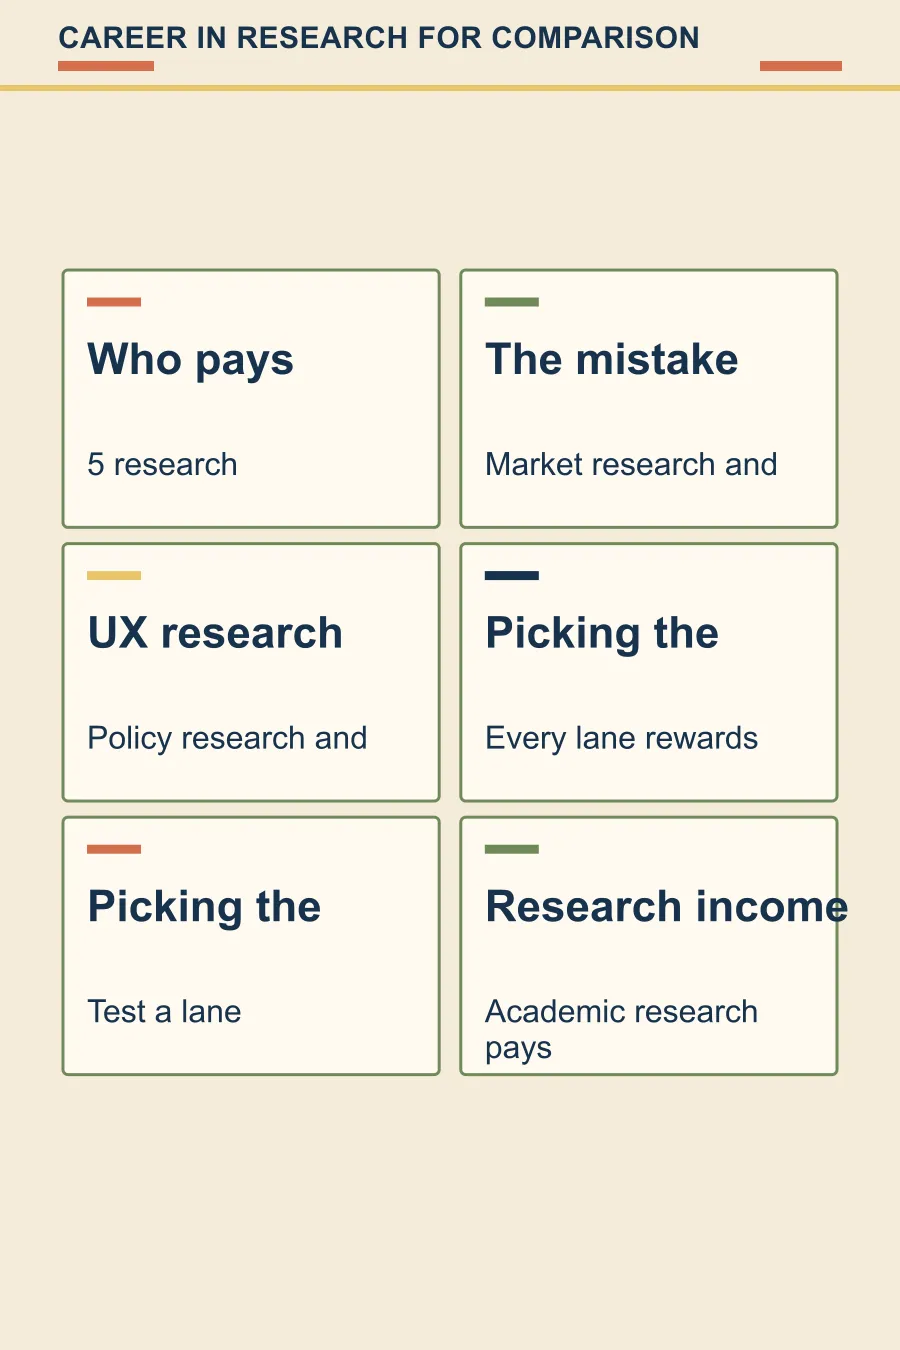 CAREER IN RESEARCH FOR COMPARISON
Who pays
5 research
The mistake
Market research and
UX research
Policy research and
Picking the
Every lane rewards
Picking the
Test a lane
Research income
Academic research
pays